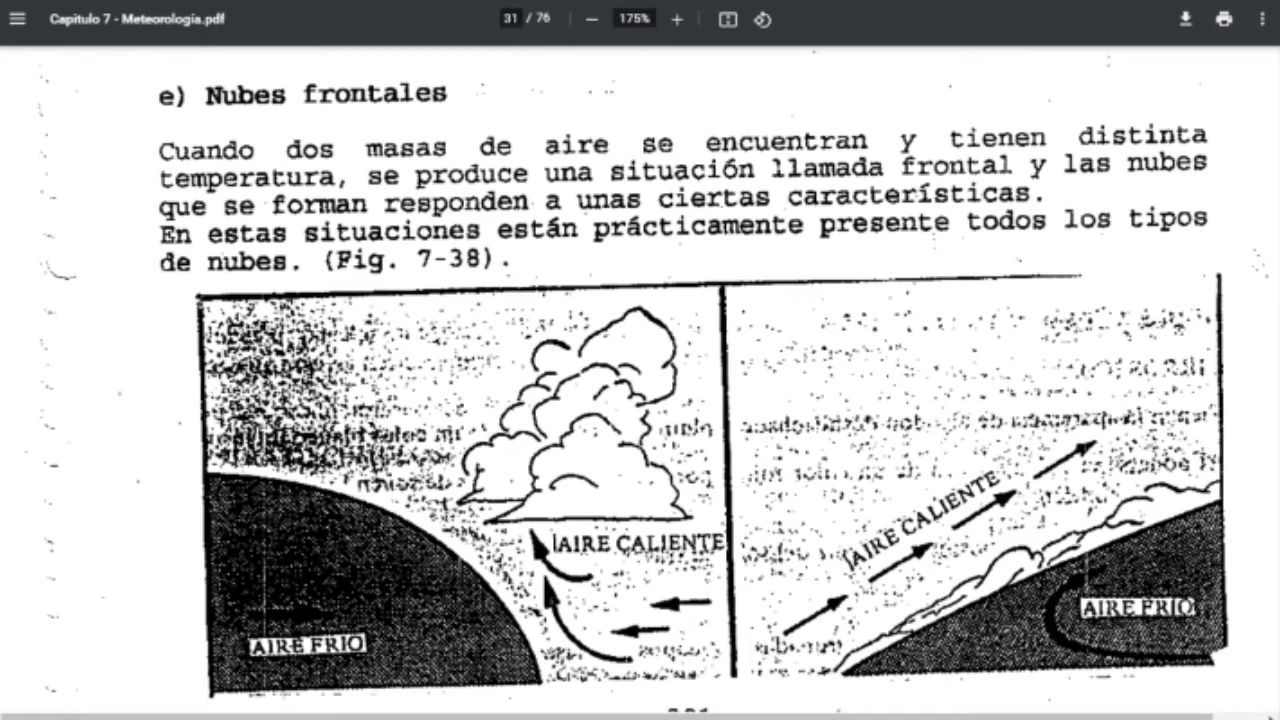 Capitulo 7 - Meteorologia.pdf
31 / 76
175%
e) Nubes frontales
Cuando dos masas de aire se encuentran y tienen distinta
temperatura, se produce una situación llamada frontal y las nubes
que se forman responden a unas ciertas características.
En estas situaciones están prácticamente presente todos los tipos
de nubes. (Fig. 7-38).
AIRE CALIENTE
AIRE FRIO
AIRE CALIENTE
AIRE FRIO